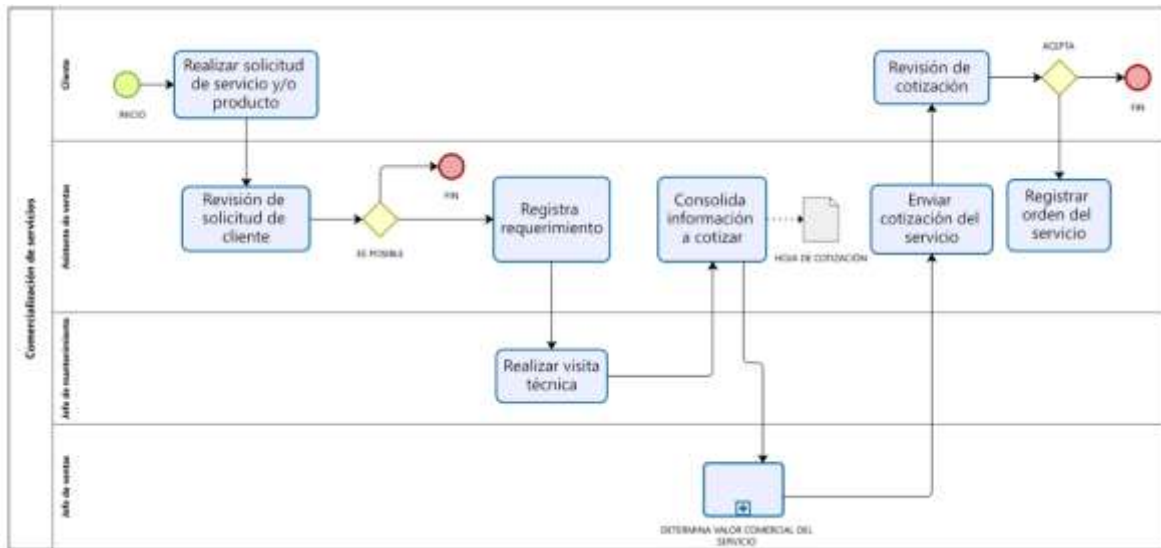 Comercialización de servicios
Cliente
INICIO
Realizar solicitud
de servicio y/o
producto
Revisión de
cotización
ACEPTA
FIN
Asistente de ventas
Revisión de
solicitud de
cliente
ES POSIBLE
FIN
Registra
requerimiento
Consolida
información
a cotizar
HOJA DE COTIZACIÓN
Enviar
cotización del
servicio
Registrar
orden del
servicio
Jefe de mantenimiento
Realizar visita
técnica
Jefe de ventas
DETERMINA VALOR COMERCIAL DEL
SERVICIO